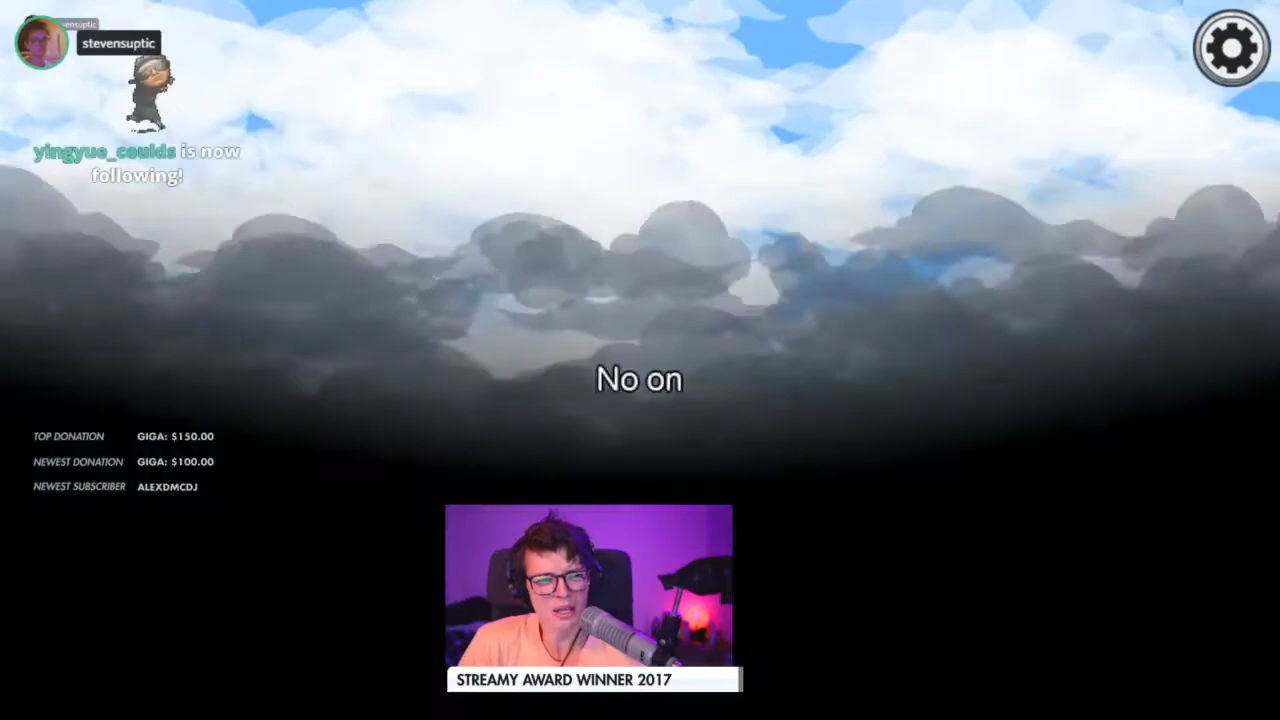 stevensuptic
yingyue_coulds is now
following!
No on
TOP DONATION GIGA: $150.00
NEWEST DONATION GIGA: $100.00
NEWEST SUBSCRIBER ALEXDMCDJ
STREAMY AWARD WINNER 2017